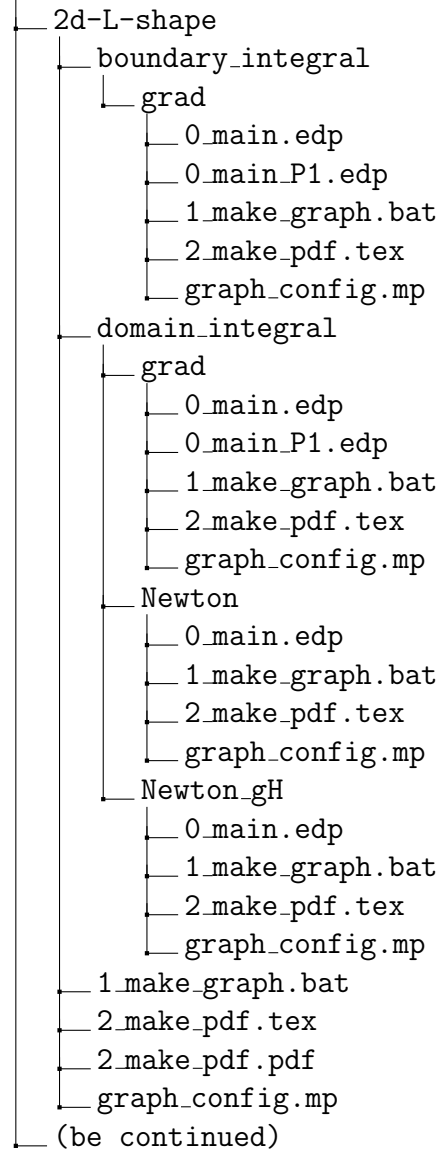 2d-L-shape
boundary_integral
grad
0_main.edp
0_main_P1.edp
1_make_graph.bat
2_make_pdf.tex
graph_config.mp
domain_integral
grad
0_main.edp
0_main_P1.edp
1_make_graph.bat
2_make_pdf.tex
graph_config.mp
Newton
0_main.edp
1_make_graph.bat
2_make_pdf.tex
graph_config.mp
Newton_gH
0_main.edp
1_make_graph.bat
2_make_pdf.tex
graph_config.mp
1_make_graph.bat
2_make_pdf.tex
2_make_pdf.pdf
graph_config.mp
(be continued)